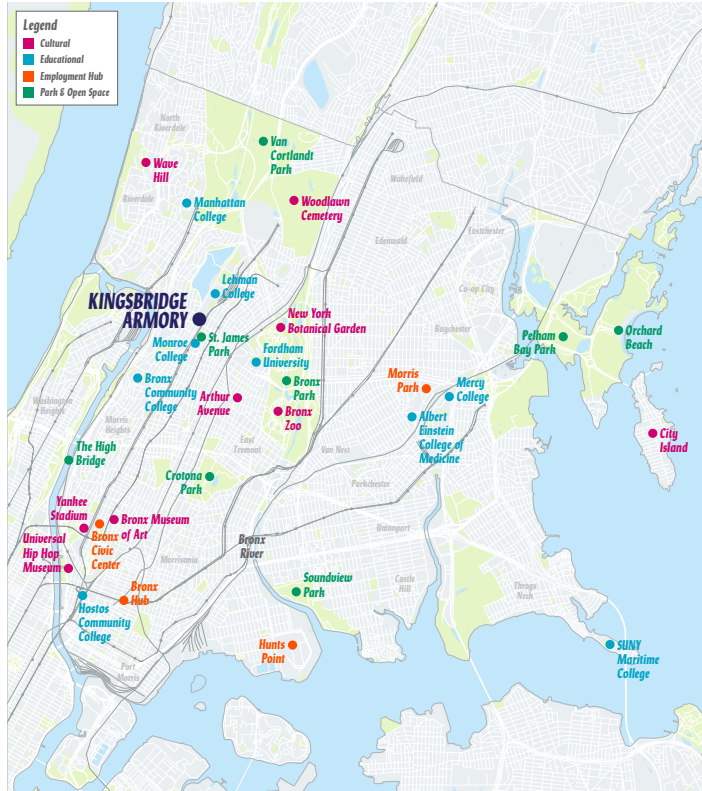 Legend
Cultural
Educational
Employment Hub
Park & Open Space
North
Riverdale
Van
Cortlandt
Park
Wave
Hill
Wakefield
Riverdale
Manhattan
College
Woodlawn
Cemetery
Eastchester
Edenwald
Lehman
College
Co-op City
KINGSBRIDGE
ARMORY
New York
Botanical Garden
Baychester
Orchard
Beach
Pelham
Bay Park
St. James
Park
Monroe
College
Fordham
University
Bronx
Community
College
Bronx
Park
Morris
Park
Mercy
College
Washington
Heights
Arthur
Avenue
Bronx
Zoo
Albert
Einstein
College of
Medicine
Morris
Heights
City
Island
East
Tremont
Van Nest
The High
Bridge
Crotona
Park
Parkchester
Yankee
Stadium
Bronx Museum
of Art
Bronx
Civic
Center
Unionport
Universal
Hip Hop
Museum
Bronx
River
Morrisania
Bronx
Hub
Soundview
Park
Castle
Hill
Throgs
Neck
Hostos
Community
College
Hunts
Point
SUNY
Maritime
College
Port
Morris